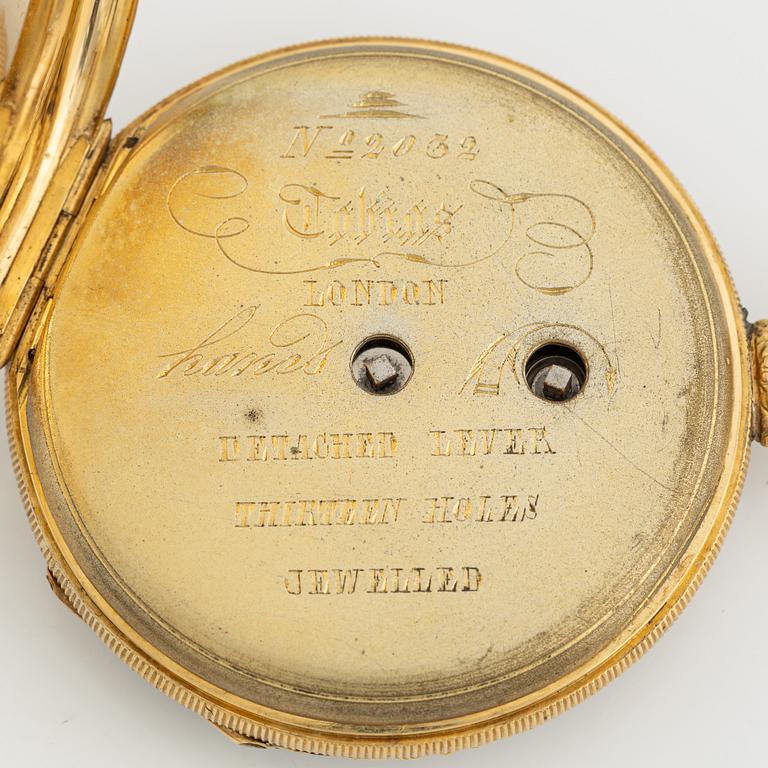 Nº 2032
Tobias
LONDON
hands
DETACHED LEVER
THIRTEEN HOLES
JEWELLED